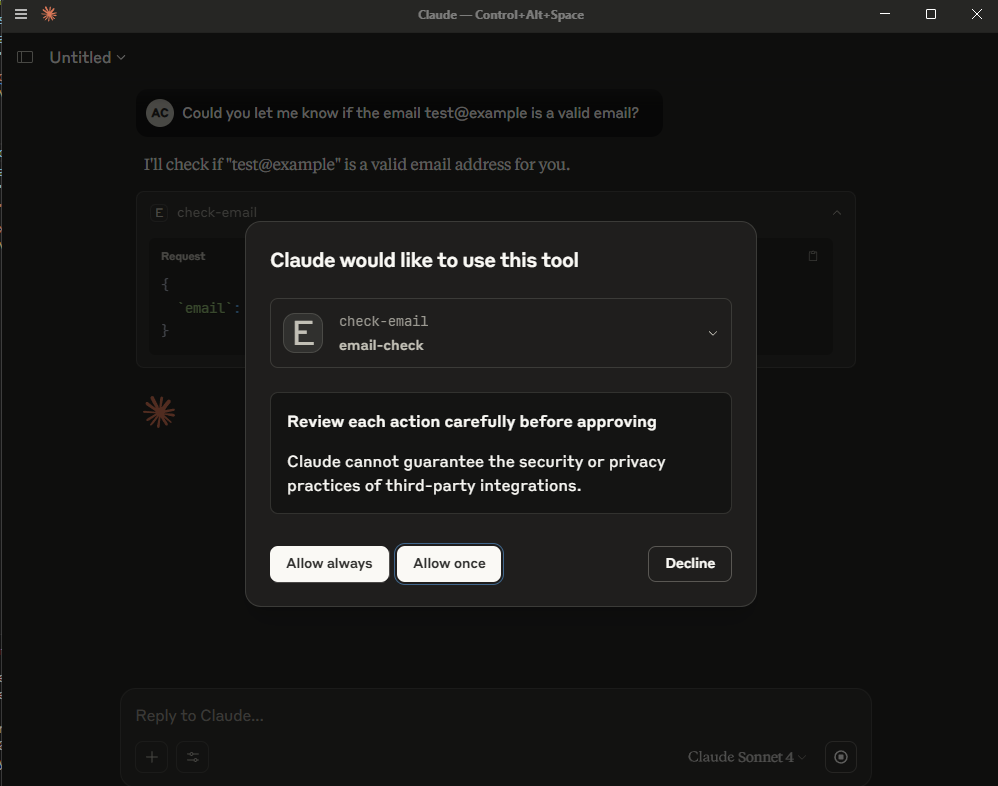 Claude — Control+Alt+Space
Untitled
AC
Could you let me know if the email test@example is a valid email?
I'll check if "test@example" is a valid email address for you.
E
check-email
Request
{
`email`:
}
Claude would like to use this tool
E
check-email
email-check
Review each action carefully before approving
Claude cannot guarantee the security or privacy
practices of third-party integrations.
Allow always
Allow once
Decline
Reply to Claude...
Claude Sonnet 4